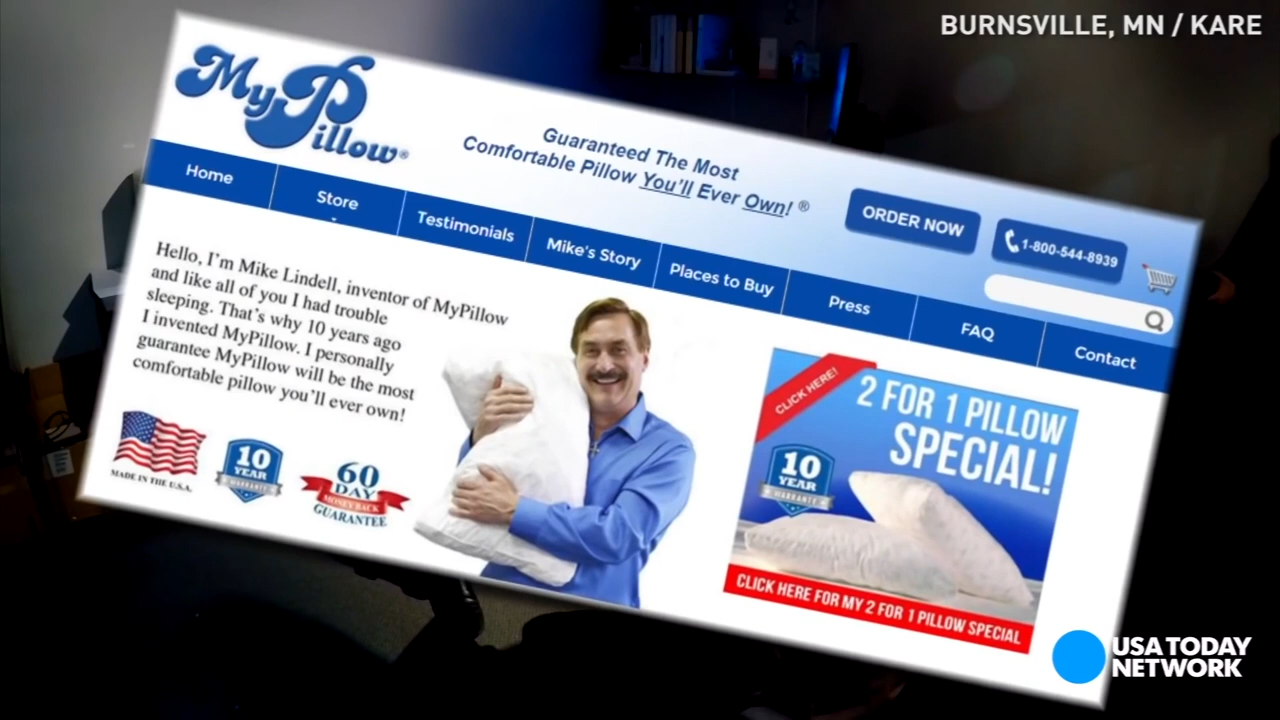 BURNSVILLE, MN / KARE
MyPillow®
Guaranteed The Most
Comfortable Pillow You'll Ever Own! ®
ORDER NOW
1-800-544-8939
Home
Store
Testimonials
Mike's Story
Places to Buy
Press
FAQ
Contact
Hello, I'm Mike Lindell, inventor of MyPillow
and like all of you I had trouble
sleeping. That's why 10 years ago
I invented MyPillow. I personally
guarantee MyPillow will be the most
comfortable pillow you'll ever own!
MADE IN THE U.S.A.
10
YEAR
WARRANTY
60
DAY
MONEY BACK
GUARANTEE
CLICK HERE!
2 FOR 1 PILLOW
SPECIAL!
10
YEAR
WARRANTY
CLICK HERE FOR MY 2 FOR 1 PILLOW SPECIAL
USA TODAY
NETWORK